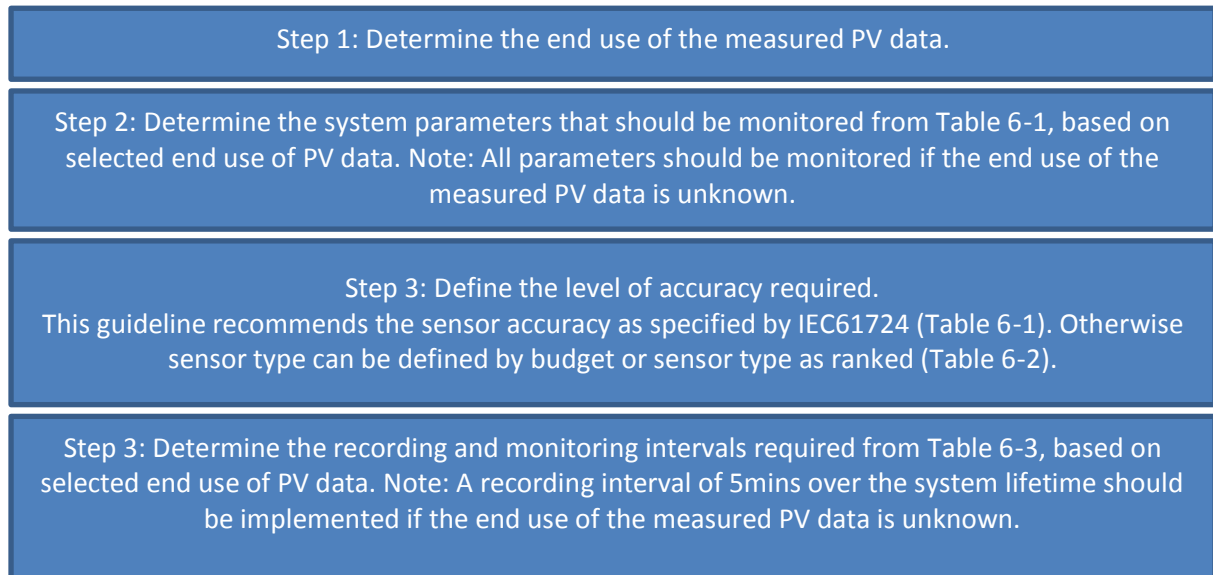 Step 1: Determine the end use of the measured PV data.
Step 2: Determine the system parameters that should be monitored from Table 6-1, based on
selected end use of PV data. Note: All parameters should be monitored if the end use of the
measured PV data is unknown.
Step 3: Define the level of accuracy required.
This guideline recommends the sensor accuracy as specified by IEC61724 (Table 6-1). Otherwise
sensor type can be defined by budget or sensor type as ranked (Table 6-2).
Step 3: Determine the recording and monitoring intervals required from Table 6-3, based on
selected end use of PV data. Note: A recording interval of 5mins over the system lifetime should
be implemented if the end use of the measured PV data is unknown.